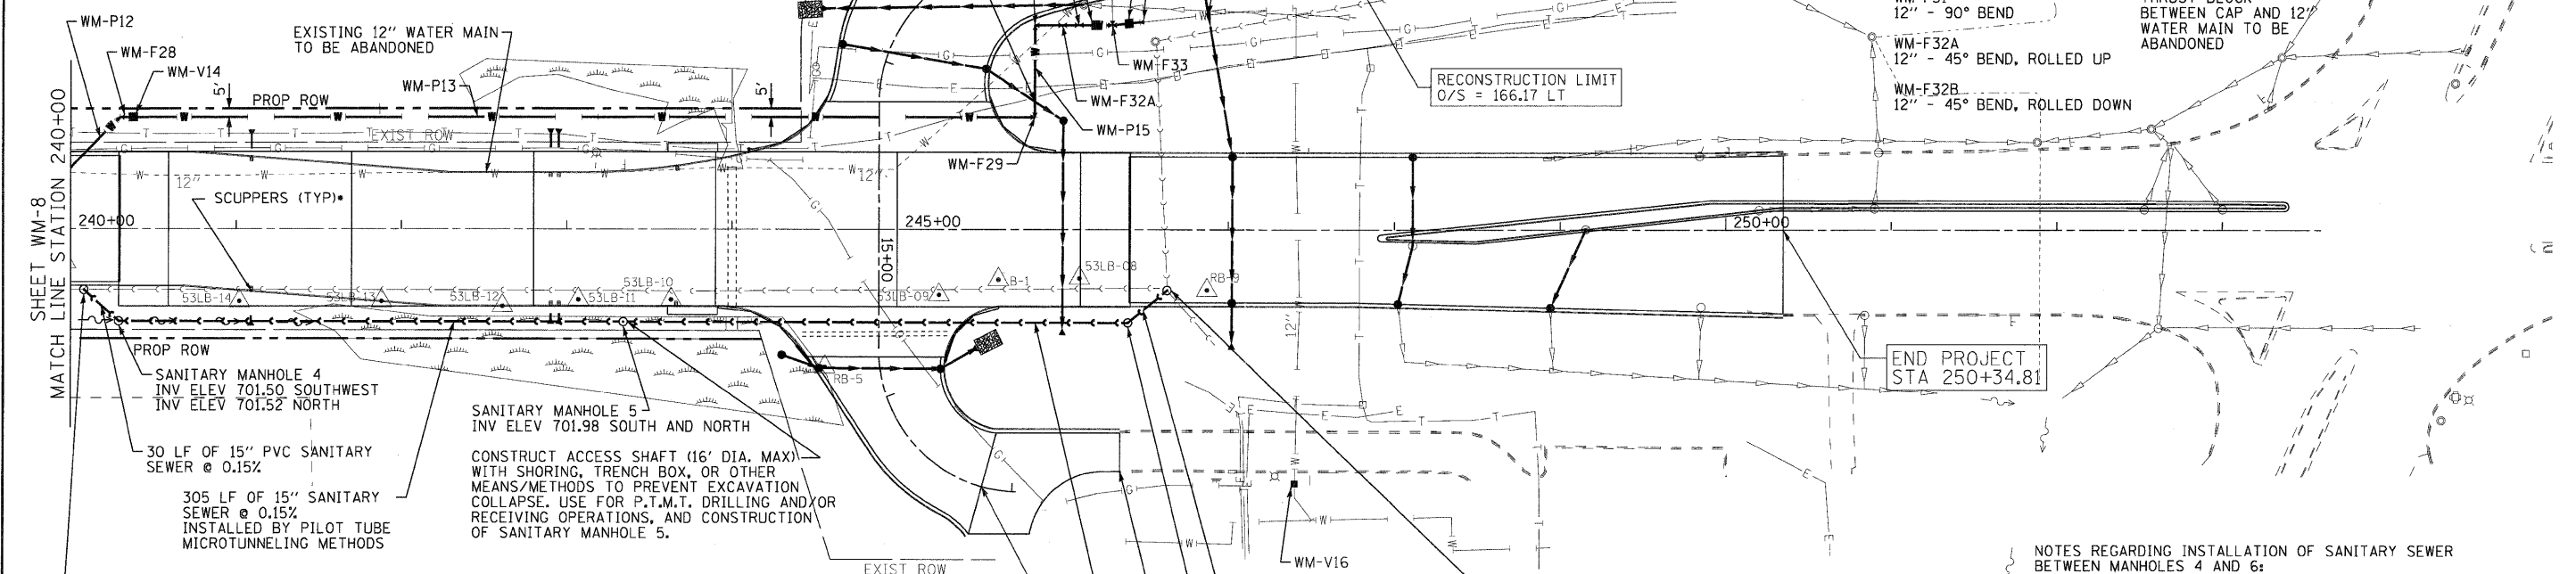 WM-P12
WM-F28
WM-V14
EXISTING 12" WATER MAIN
TO BE ABANDONED
PROP ROW
5'
WM-P13
5'
EXIST ROW
WM-F33
WM-F32A
WM-P15
WM-F29
RECONSTRUCTION LIMIT
O/S = 166.17 LT
12" - 90° BEND
WM-F32A
12" - 45° BEND, ROLLED UP
WM-F32B
12" - 45° BEND, ROLLED DOWN
THRUST BLOCK
BETWEEN CAP AND 12"
WATER MAIN TO BE
ABANDONED
SHEET WM-8
MATCH LINE STATION 240+00
12"
12"
SCUPPERS (TYP)
240+00
245+00
250+00
15+00
53LB-14
53LB-13
53LB-12
53LB-11
53LB-10
53LB-09
B-1
53LB-08
RB-9
RB-5
12"
PROP ROW
SANITARY MANHOLE 4
INV ELEV 701.50 SOUTHWEST
INV ELEV 701.52 NORTH
30 LF OF 15" PVC SANITARY
SEWER @ 0.15%
305 LF OF 15" SANITARY
SEWER @ 0.15%
INSTALLED BY PILOT TUBE
MICROTUNNELING METHODS
SANITARY MANHOLE 5
INV ELEV 701.98 SOUTH AND NORTH
CONSTRUCT ACCESS SHAFT (16' DIA. MAX)
WITH SHORING, TRENCH BOX, OR OTHER
MEANS/METHODS TO PREVENT EXCAVATION
COLLAPSE. USE FOR P.T.M.T. DRILLING AND/OR
RECEIVING OPERATIONS, AND CONSTRUCTION
OF SANITARY MANHOLE 5.
EXIST ROW
WM-V16
END PROJECT
STA 250+34.81
NOTES REGARDING INSTALLATION OF SANITARY SEWER
BETWEEN MANHOLES 4 AND 6: